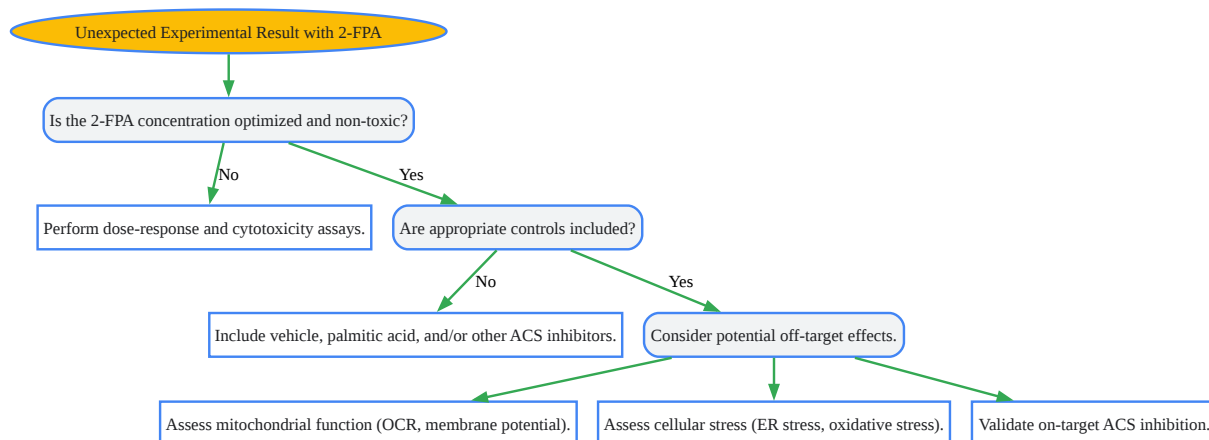 Unexpected Experimental Result with 2-FPA
Is the 2-FPA concentration optimized and non-toxic?
No
Yes
Perform dose-response and cytotoxicity assays.
Are appropriate controls included?
No
Yes
Include vehicle, palmitic acid, and/or other ACS inhibitors.
Consider potential off-target effects.
Assess mitochondrial function (OCR, membrane potential).
Assess cellular stress (ER stress, oxidative stress).
Validate on-target ACS inhibition.